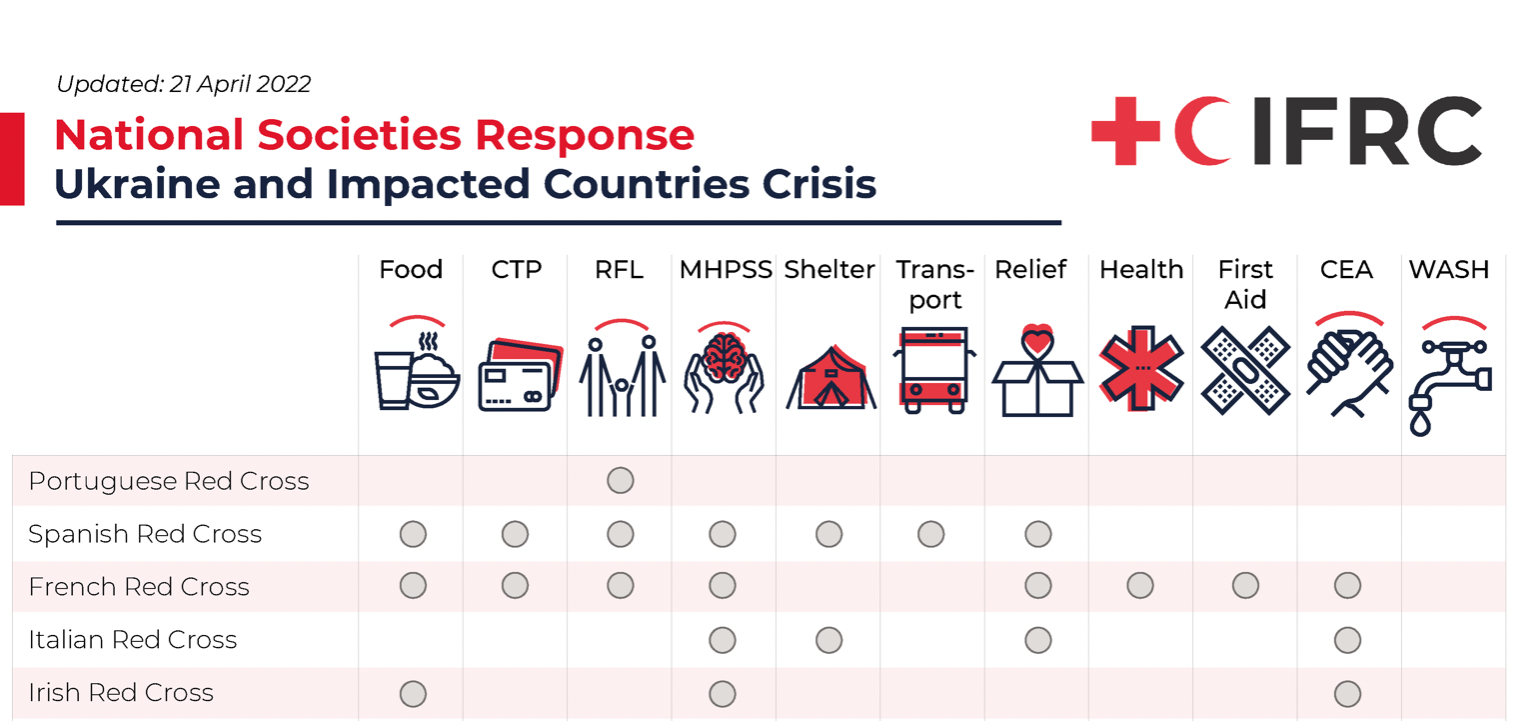 Updated: 21 April 2022
National Societies Response
Ukraine and Impacted Countries Crisis
IFRC
Food CTP RFL MHPSS Shelter Trans- Relief Health First CEA WASH
port Aid
Portuguese Red Cross
Spanish Red Cross
French Red Cross
Italian Red Cross
Irish Red Cross